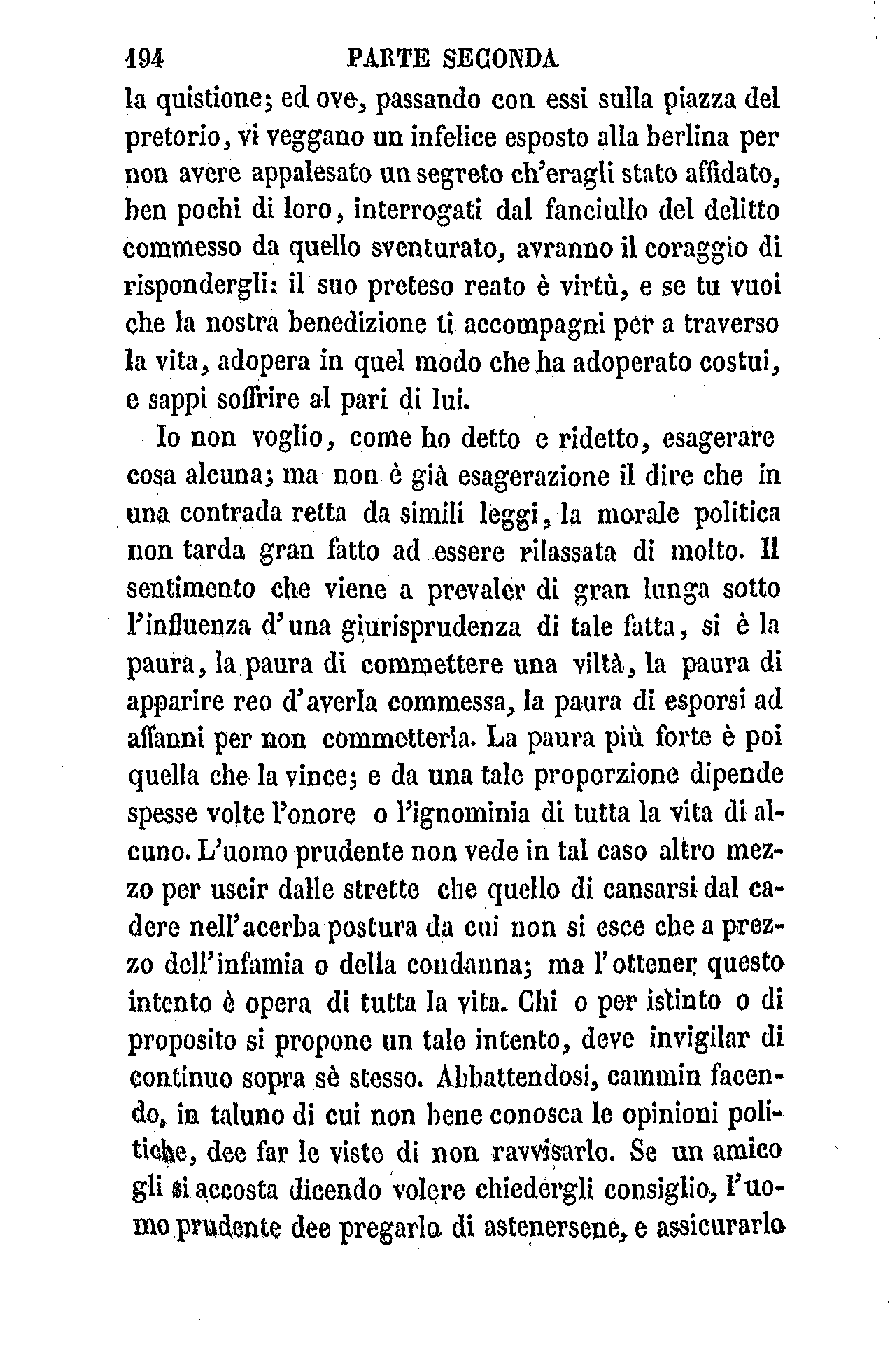 194 PARTE SECONDA
la quistione; ed ove, passando con essi sulla piazza del
pretorio, vi veggano un infelice esposto alla berlina per
non avere appalesato un segreto ch'eragli stato affidato,
ben pochi di loro, interrogati dal fanciullo del delitto
commesso da quello sventurato, avranno il coraggio di
rispondergli: il suo preteso reato è virtù, e se tu vuoi
che la nostra benedizione ti accompagni per a traverso
la vita, adopera in quel modo che ha adoperato costui,
e sappi soffrire al pari di lui.
Io non voglio, come ho detto e ridetto, esagerare
cosa alcuna; ma non è già esagerazione il dire che in
una contrada retta da simili leggi, la morale politica
non tarda gran fatto ad essere rilassata di molto. Il
sentimento che viene a prevaler di gran lunga sotto
l'influenza d'una giurisprudenza di tale fatta, si è la
paura, la paura di commettere una viltà, la paura di
apparire reo d'averla commessa, la paura di esporsi ad
affanni per non commetterla. La paura più forte è poi
quella che la vince; e da una tale proporzione dipende
spesse volte l'onore o l'ignominia di tutta la vita di al-
cuno. L'uomo prudente non vede in tal caso altro mez-
zo per uscir dalle strette che quello di cansarsi dal ca-
dere nell'acerba postura da cui non si esce che a prez-
zo dell'infamia o della condanna; ma l'ottener questo
intento è opera di tutta la vita. Chi o per istinto o di
proposito si propone un tale intento, deve invigilar di
continuo sopra sè stesso. Abbattendosi, cammin facen-
do, in taluno di cui non bene conosca le opinioni poli-
tiche, dee far le viste di non ravvisarlo. Se un amico
gli si accosta dicendo volere chiedergli consiglio, l'uo-
mo prudente dee pregarlo di astenersene, e assicurarlo